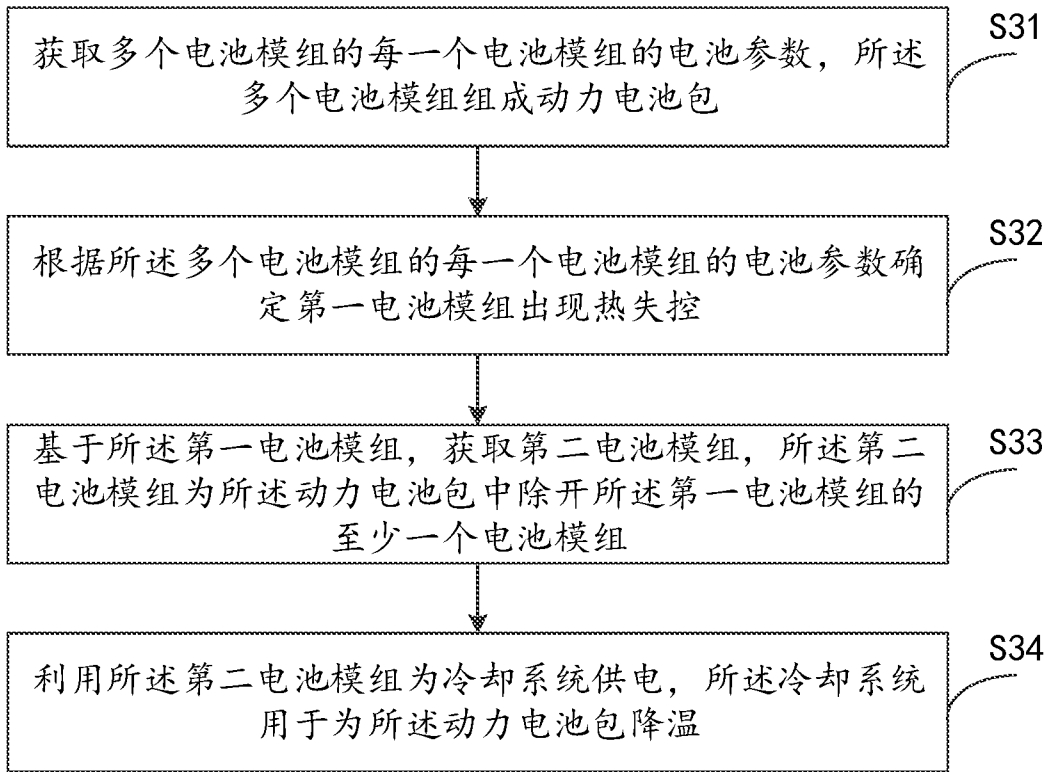 S31
获取多个电池模组的每一个电池模组的电池参数，所述
多个电池模组组成动力电池包
S32
根据所述多个电池模组的每一个电池模组的电池参数确
定第一电池模组出现热失控
S33
基于所述第一电池模组，获取第二电池模组，所述第二
电池模组为所述动力电池包中除开所述第一电池模组的
至少一个电池模组
S34
利用所述第二电池模组为冷却系统供电，所述冷却系统
用于为所述动力电池包降温